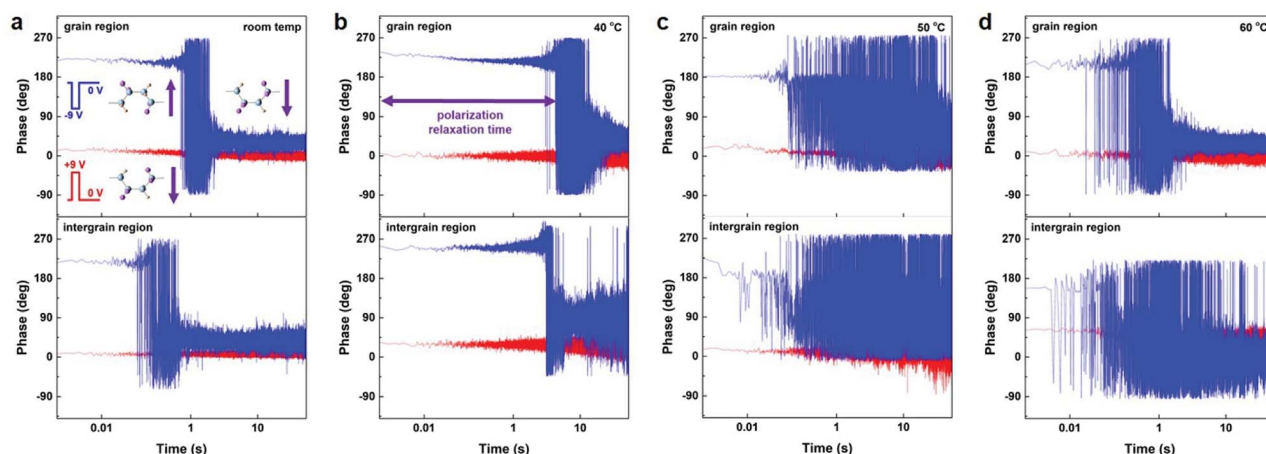 a
grain region room temp
270
180
90
0
-90
Phase (deg)
0 V
-9 V
+9 V
0 V
intergrain region
270
180
90
0
-90
Phase (deg)
0.01 1 10
Time (s)
b
grain region 40 °C
270
180
90
0
-90
Phase (deg)
polarization
relaxation time
intergrain region
270
180
90
0
-90
Phase (deg)
0.01 1 10
Time (s)
c
grain region 50 °C
270
180
90
0
-90
Phase (deg)
intergrain region
270
180
90
0
-90
Phase (deg)
0.01 1 10
Time (s)
d
grain region 60 °C
270
180
90
0
-90
Phase (deg)
intergrain region
270
180
90
0
-90
Phase (deg)
0.01 1 10
Time (s)